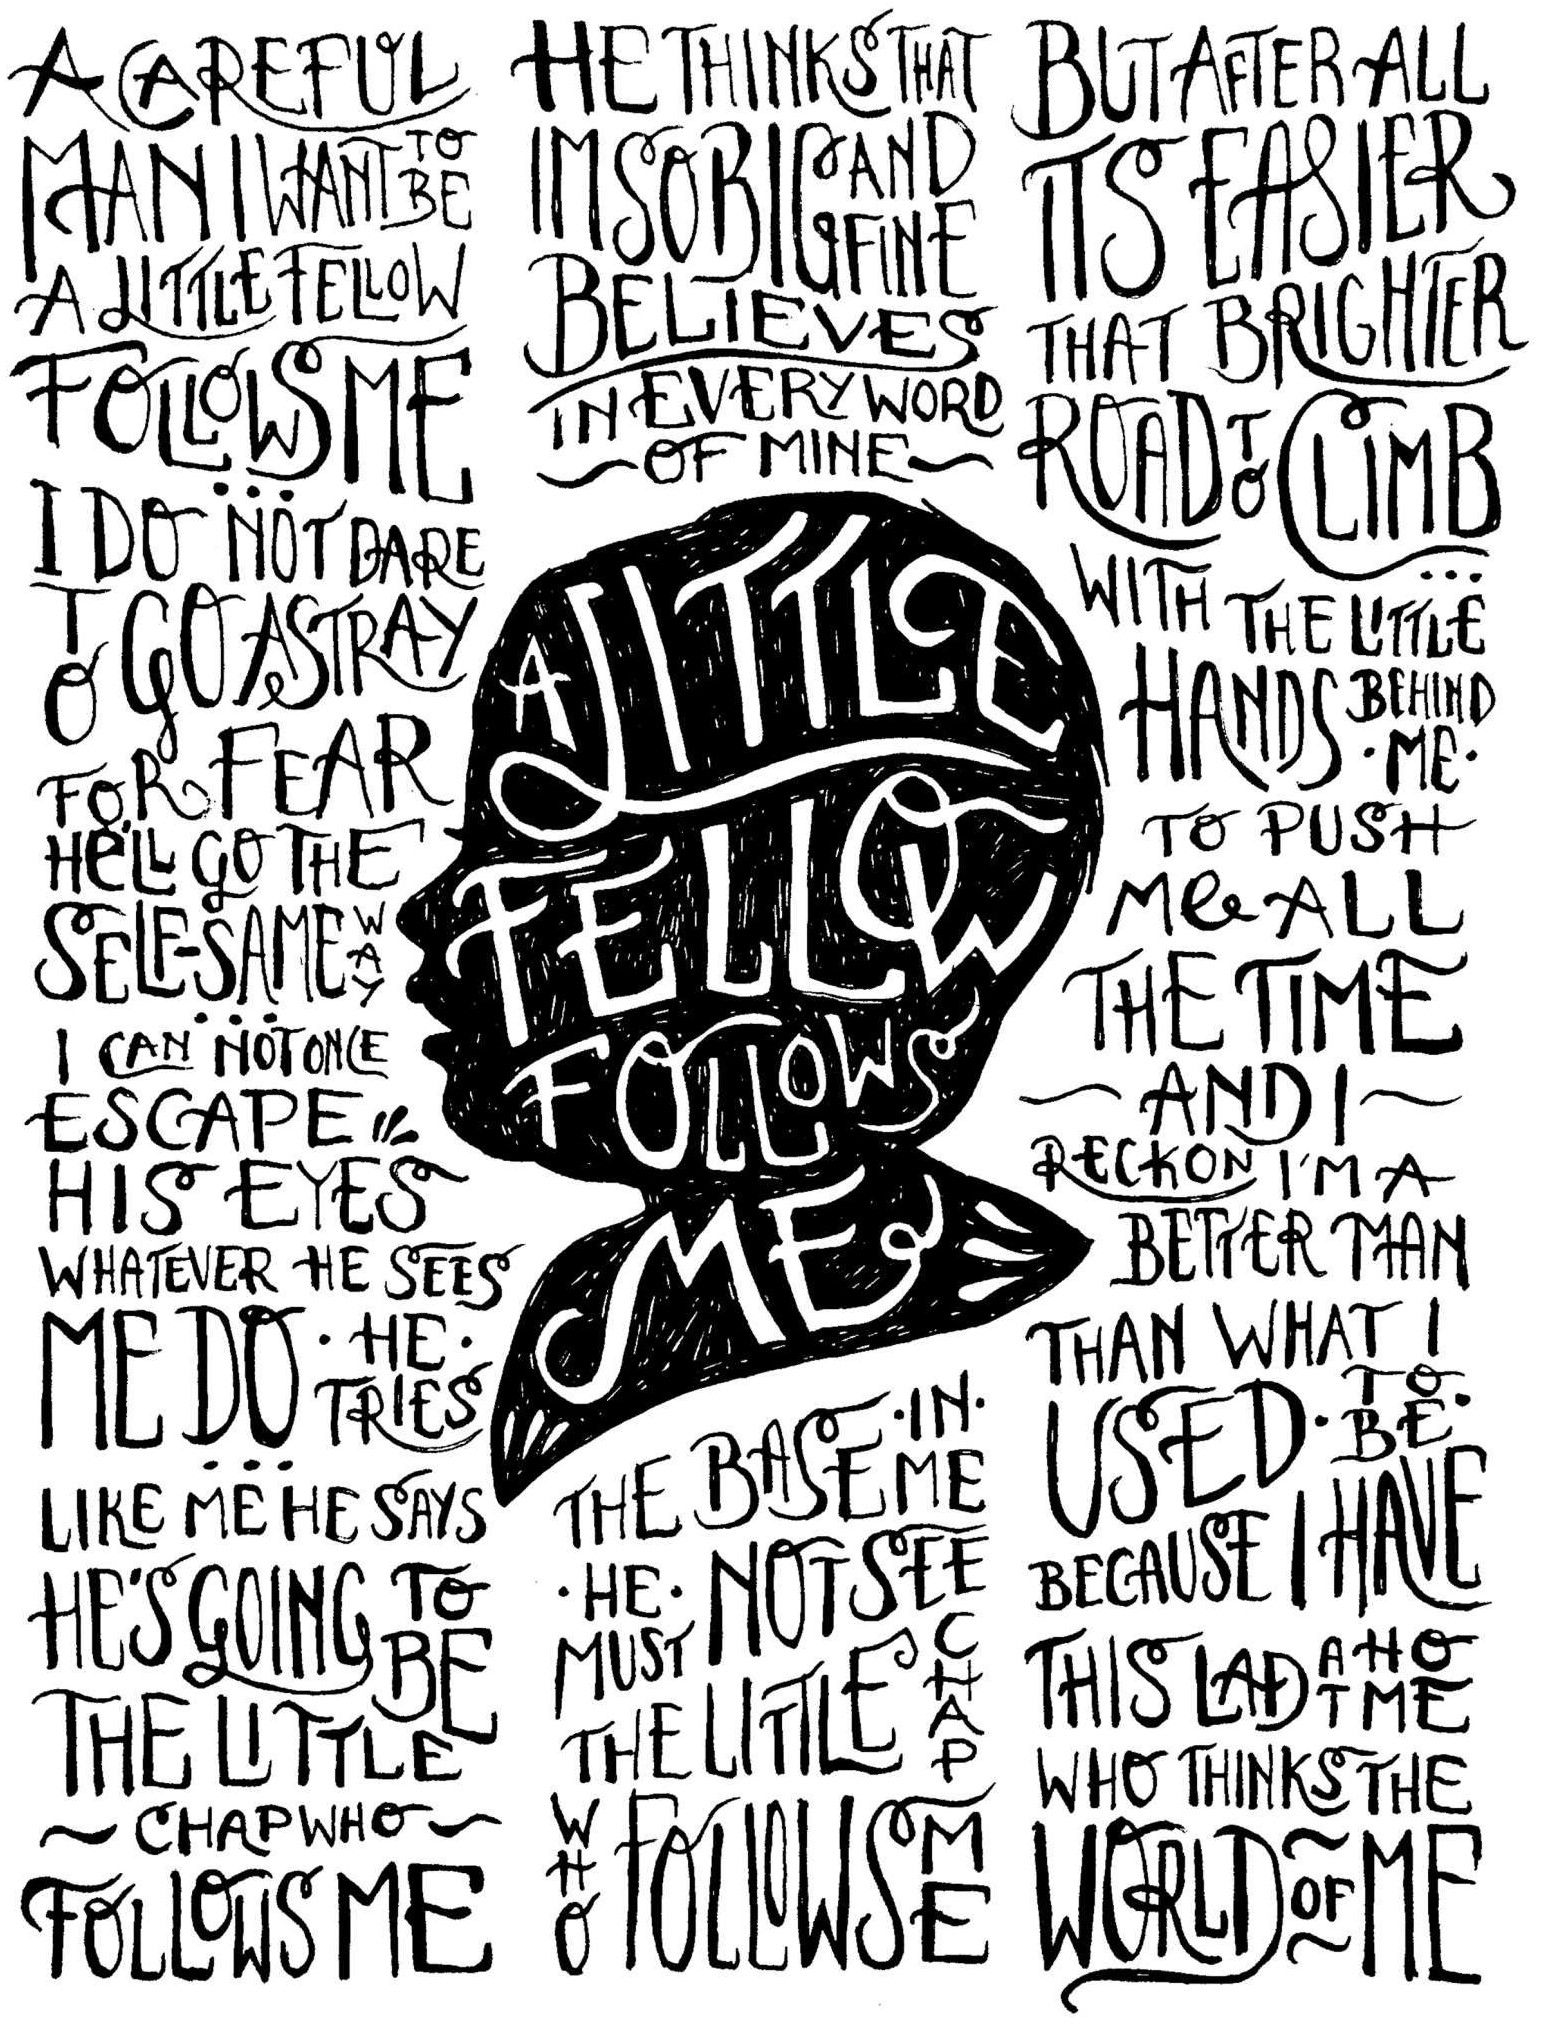 A CAREFUL
MAN I WANT TO BE
A LITTLE FELLOW
FOLLOWS ME
I DO NOT DARE
TO GO ASTRAY
FOR FEAR
HE'LL GO THE
SELF-SAME WAY
I CAN NOT ONCE
ESCAPE
HIS EYES
WHATEVER HE SEES
ME DO HE TRIES
LIKE ME HE SAYS
HE'S GOING TO BE
THE LITTLE
CHAP WHO
FOLLOWS ME
HE THINKS THAT
IM SO BIG AND FINE
BELIEVES
IN EVERY WORD
OF MINE
A LITTLE
FELLOW
FOLLOWS
ME
THE BASE IN ME
HE MUST NOT SEE
THE LITTLE CHAP
WHO FOLLOWS ME
BUT AFTER ALL
ITS EASIER
THAT BRIGHTER
ROAD TO CLIMB
WITH THE LITTLE
HANDS BEHIND ME
TO PUSH
ME ALL
THE TIME
AND I
RECKON I'M A
BETTER MAN
THAN WHAT I
USED TO BE
BECAUSE I HAVE
THIS LAD AT HOME
WHO THINKS THE
WORLD OF ME